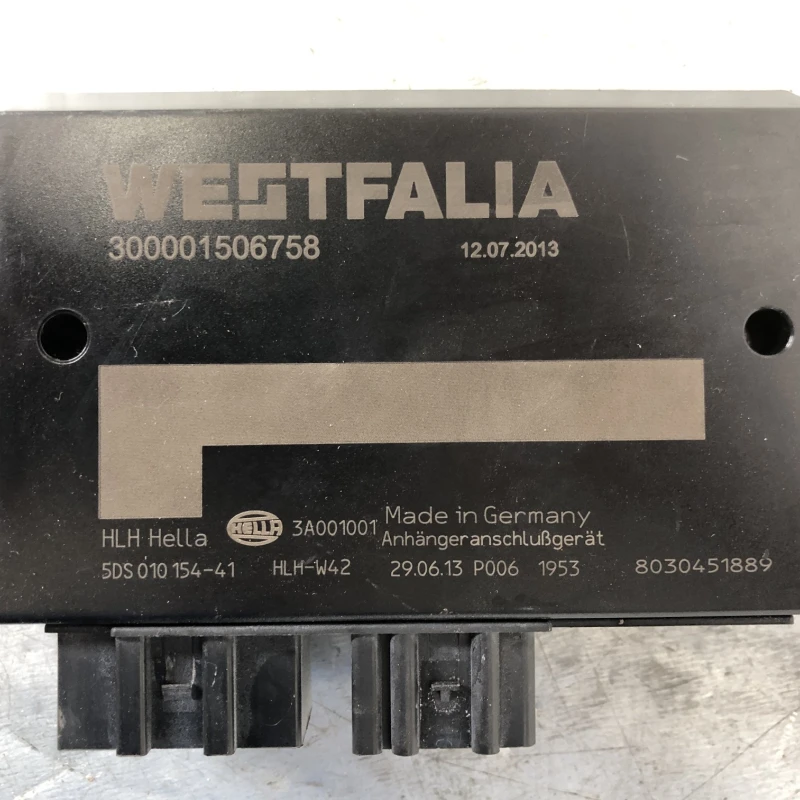 WESTFALIA
300001506758 12.07.2013
HLH Hella HELLA 3A001001 Made in Germany
Anhängeranschlußgerät
5DS 010 154-41 HLH-W42 29.06.13 P006 1953 8030451889